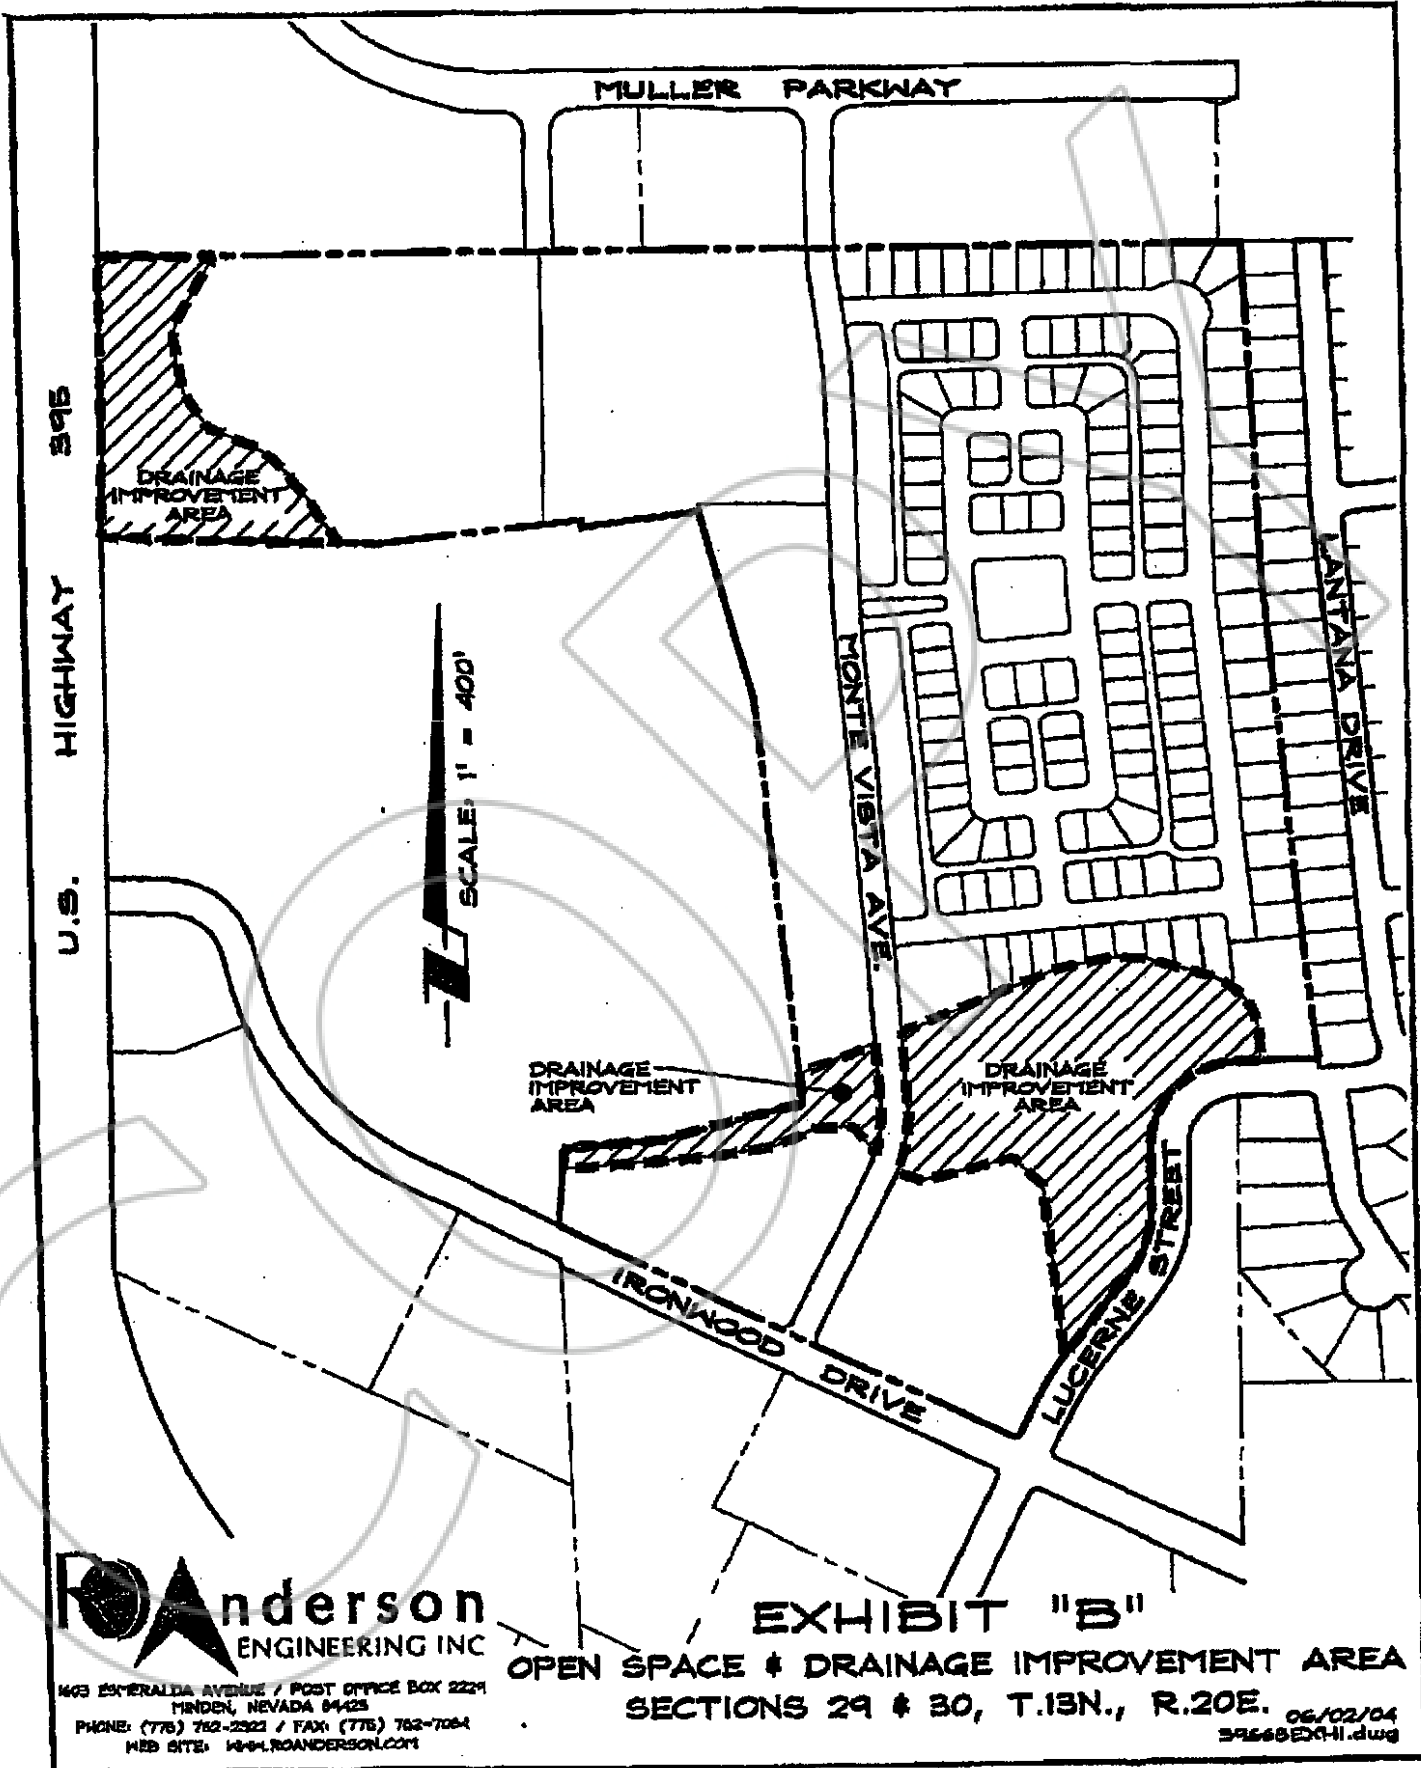 MULLER PARKWAY
U.S. HIGHWAY 395
DRAINAGE
IMPROVEMENT
AREA
SCALE: 1" = 400'
MONTE VISTA AVE.
LANTANA DRIVE
DRAINAGE
IMPROVEMENT
AREA
DRAINAGE
IMPROVEMENT
AREA
LUCERNE STREET
IRONWOOD DRIVE
ROAnderson
ENGINEERING INC
1603 ESMERALDA AVENUE / POST OFFICE BOX 2229
MINDEN, NEVADA 89423
PHONE: (775) 782-2322 / FAX: (775) 782-7084
WEB SITE: WWW.ROANDERSON.COM
EXHIBIT "B"
OPEN SPACE & DRAINAGE IMPROVEMENT AREA
SECTIONS 29 & 30, T.13N., R.20E.
06/02/04
COPY